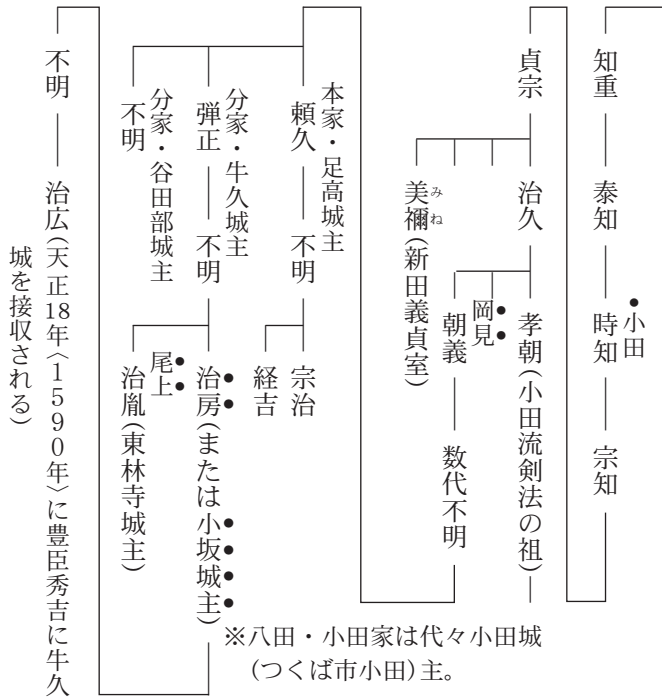 知重
泰知
小田
時知
宗知
貞宗
治久
美禰(新田義貞室)
みね
孝朝(小田流剣法の祖)
岡見
朝義
数代不明
本家・足高城主
頼久
不明
宗治
経吉
分家・牛久城主
弾正
不明
治房(または小坂城主)
尾上
治胤(東林寺城主)
分家・谷田部城主
不明
不明
治広(天正18年〈1590年〉に豊臣秀吉に牛久
城を接収される)
※八田・小田家は代々小田城
(つくば市小田)主。